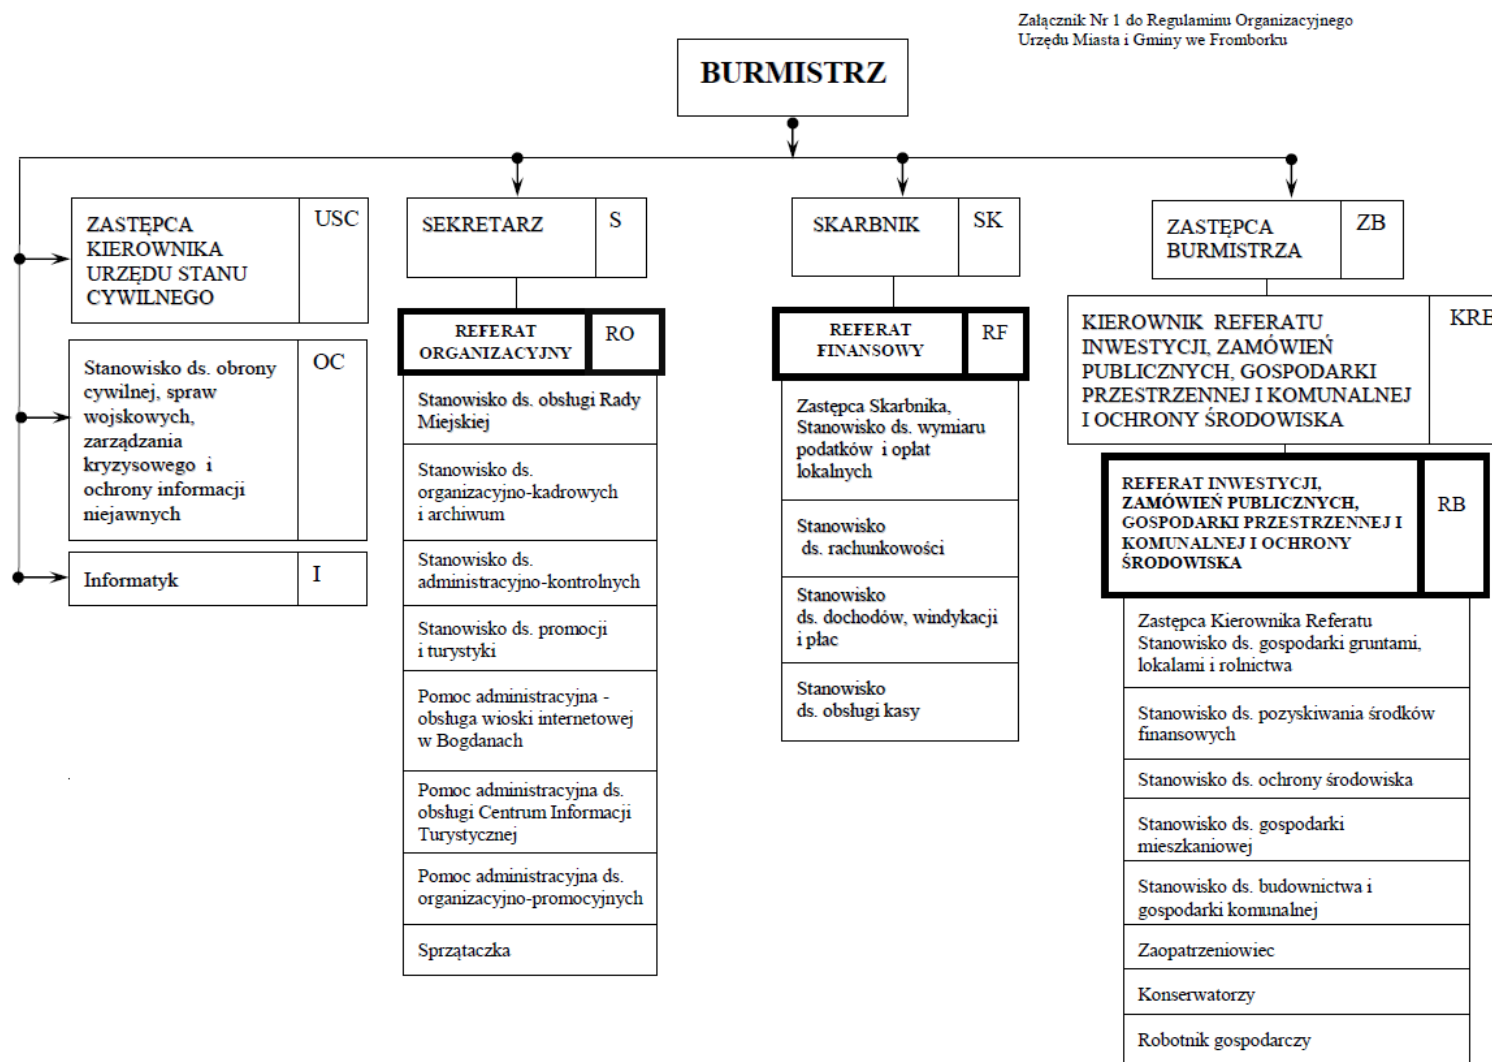 Załącznik Nr 1 do Regulaminu Organizacyjnego
Urzędu Miasta i Gminy we Fromborku
BURMISTRZ
ZASTĘPCA
KIEROWNIKA
URZĘDU STANU
CYWILNEGO
USC
Stanowisko ds. obrony
cywilnej, spraw
wojskowych,
zarządzania
kryzysowego i
ochrony informacji
niejawnych
OC
Informatyk
I
SEKRETARZ
S
REFERAT
ORGANIZACYJNY
RO
Stanowisko ds. obsługi Rady
Miejskiej
Stanowisko ds.
organizacyjno-kadrowych
i archiwum
Stanowisko ds.
administracyjno-kontrolnych
Stanowisko ds. promocji
i turystyki
Pomoc administracyjna -
obsługa wioski internetowej
w Bogdanach
Pomoc administracyjna ds.
obsługi Centrum Informacji
Turystycznej
Pomoc administracyjna ds.
organizacyjno-promocyjnych
Sprzątaczka
SKARBNIK
SK
REFERAT
FINANSOWY
RF
Zastępca Skarbnika,
Stanowisko ds. wymiaru
podatków i opłat
lokalnych
Stanowisko
ds. rachunkowości
Stanowisko
ds. dochodów, windykacji
i płac
Stanowisko
ds. obsługi kasy
ZASTĘPCA
BURMISTRZA
ZB
KIEROWNIK REFERATU
INWESTYCJI, ZAMÓWIEŃ
PUBLICZNYCH, GOSPODARKI
PRZESTRZENNEJ I KOMUNALNEJ
I OCHRONY ŚRODOWISKA
REFERAT INWESTYCJI,
ZAMÓWIEŃ PUBLICZNYCH,
GOSPODARKI PRZESTRZENNEJ I
KOMUNALNEJ I OCHRONY
ŚRODOWISKA
RB
Zastępca Kierownika Referatu
Stanowisko ds. gospodarki gruntami,
lokalami i rolnictwa
Stanowisko ds. pozyskiwania środków
finansowych
Stanowisko ds. ochrony środowiska
Stanowisko ds. gospodarki
mieszkaniowej
Stanowisko ds. budownictwa i
gospodarki komunalnej
Zaopatrzeniowiec
Konserwatorzy
Robotnik gospodarczy